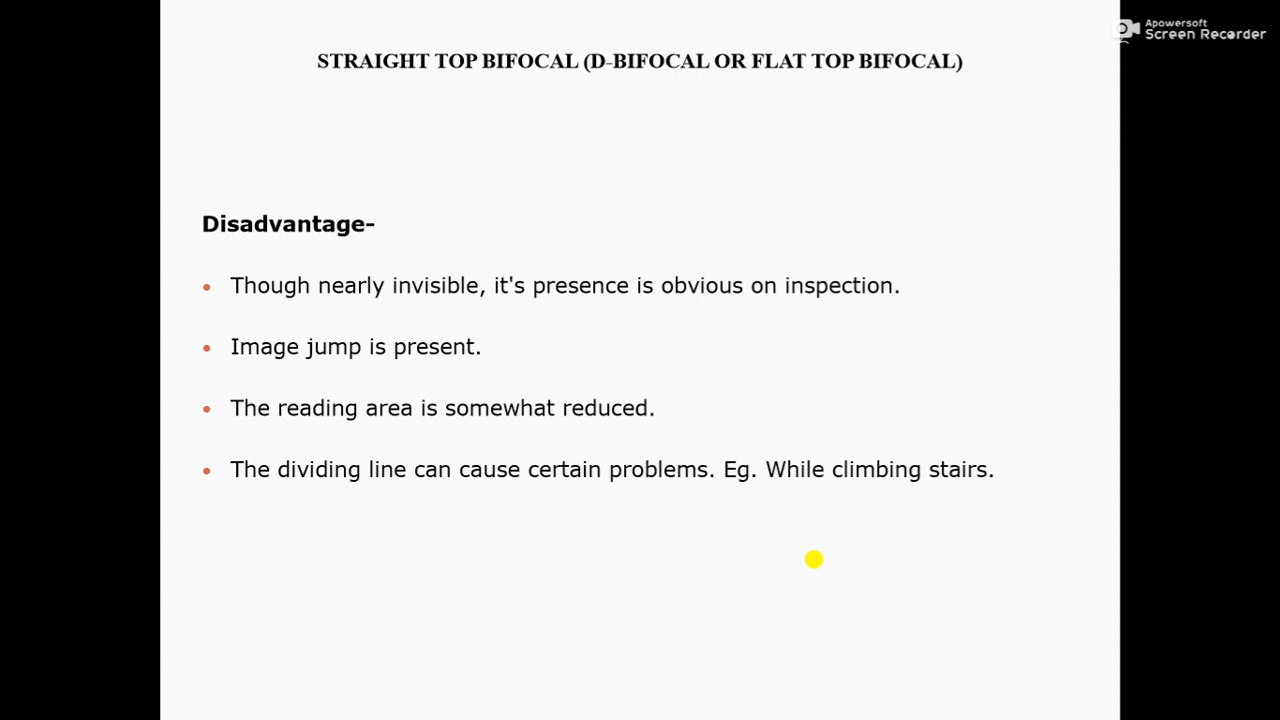 Apowersoft
Screen Recorder
STRAIGHT TOP BIFOCAL (D-BIFOCAL OR FLAT TOP BIFOCAL)
Disadvantage-
• Though nearly invisible, it's presence is obvious on inspection.
• Image jump is present.
• The reading area is somewhat reduced.
• The dividing line can cause certain problems. Eg. While climbing stairs.